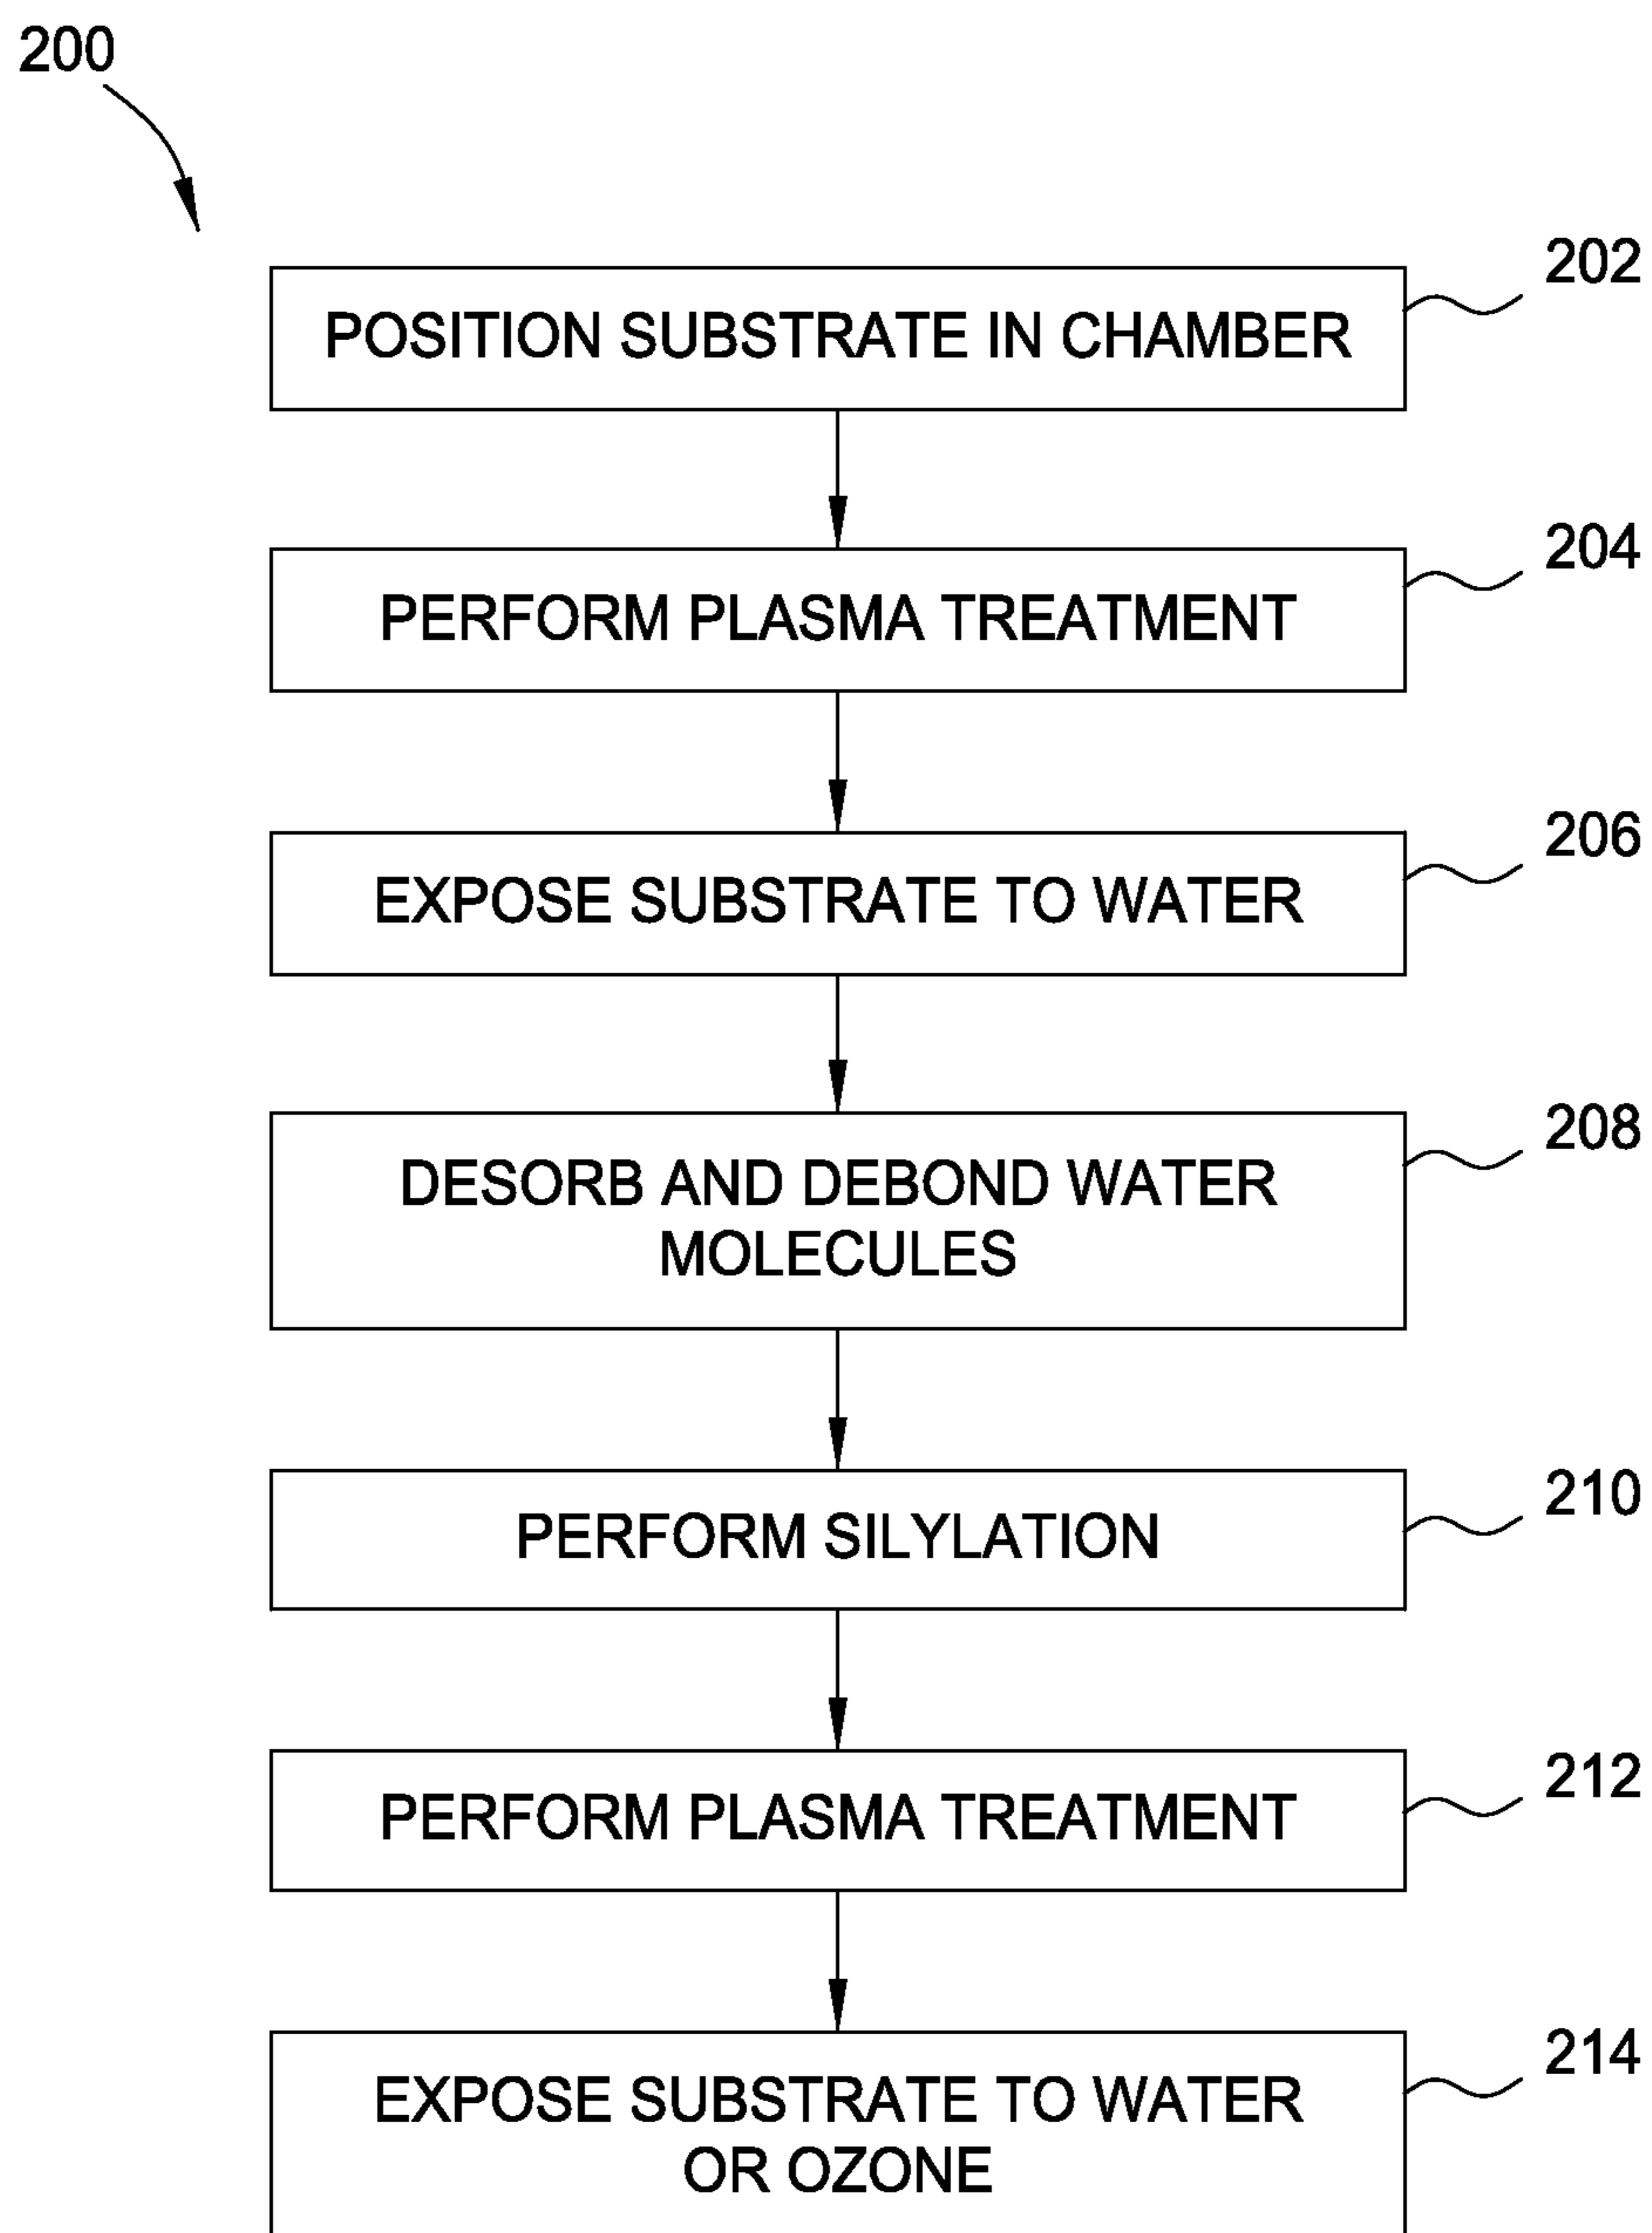 200
202
POSITION SUBSTRATE IN CHAMBER
204
PERFORM PLASMA TREATMENT
206
EXPOSE SUBSTRATE TO WATER
208
DESORB AND DEBOND WATER
MOLECULES
210
PERFORM SILYLATION
212
PERFORM PLASMA TREATMENT
214
EXPOSE SUBSTRATE TO WATER
OR OZONE